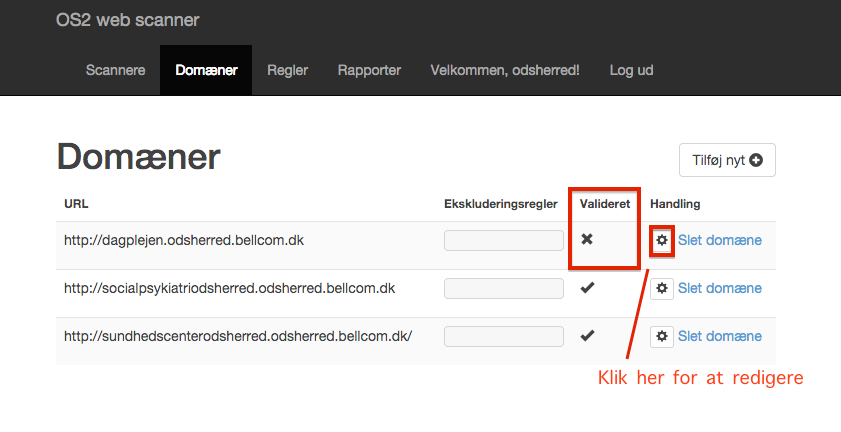 OS2 web scanner
Scannere Domæner Regler Rapporter Velkommen, odsherred! Log ud
Domæner
Tilføj nyt
URL Ekskluderingsregler Valideret Handling
http://dagplejen.odsherred.bellcom.dk Slet domæne
http://socialpsykiatriodsherred.odsherred.bellcom.dk Slet domæne
http://sundhedscenterodsherred.odsherred.bellcom.dk/ Slet domæne
Klik her for at redigere